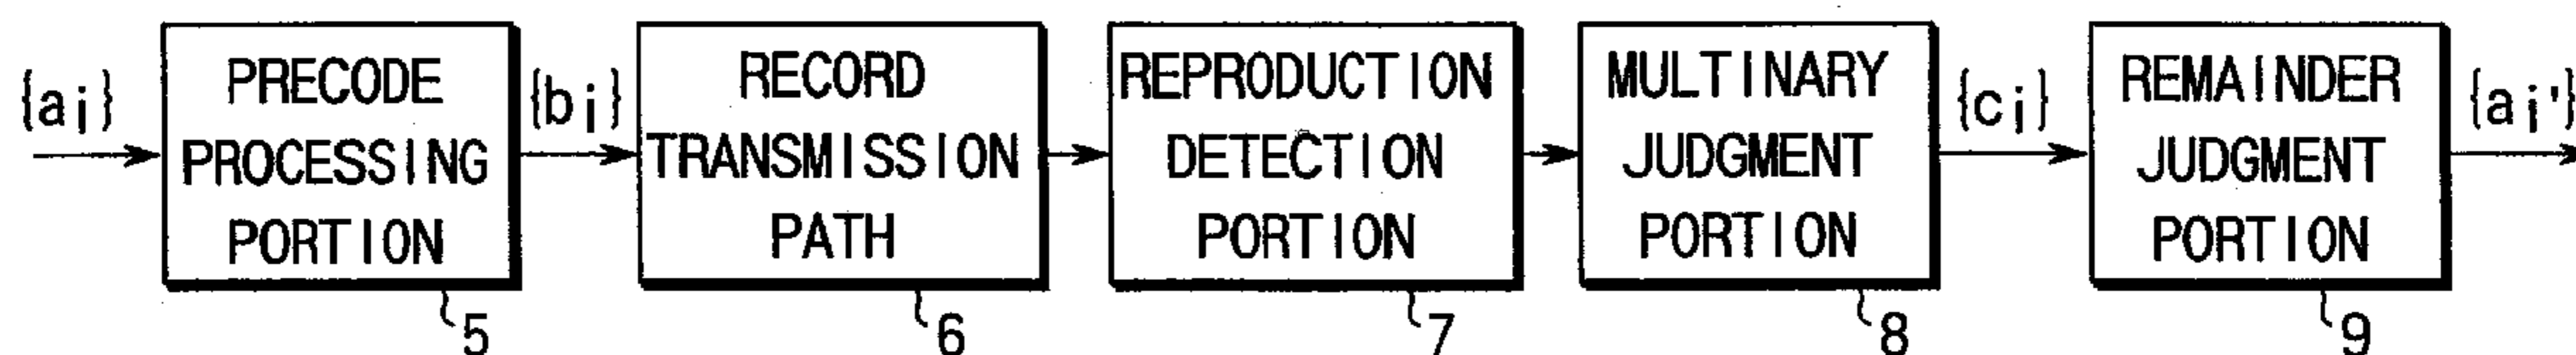 {ai}
PRECODE
PROCESSING
PORTION
5
{bi}
RECORD
TRANSMISSION
PATH
6
REPRODUCTION
DETECTION
PORTION
7
MULTINARY
JUDGMENT
PORTION
8
{ci}
REMAINDER
JUDGMENT
PORTION
9
{ai'}